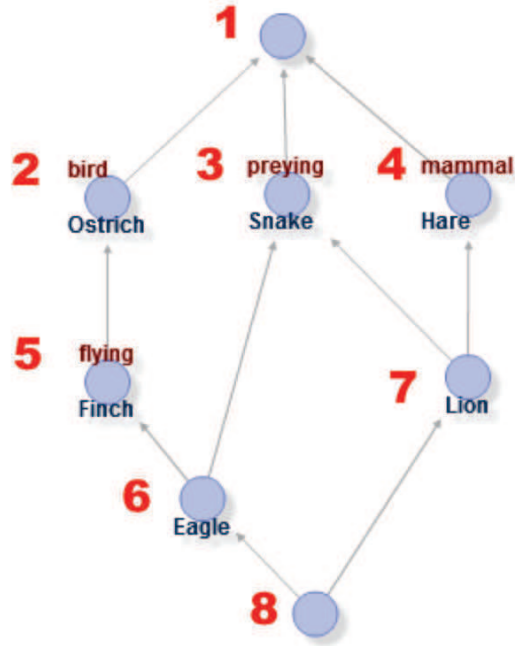 1
2 bird
Ostrich
3 preying
Snake
4 mammal
Hare
5 flying
Finch
7 Lion
6 Eagle
8